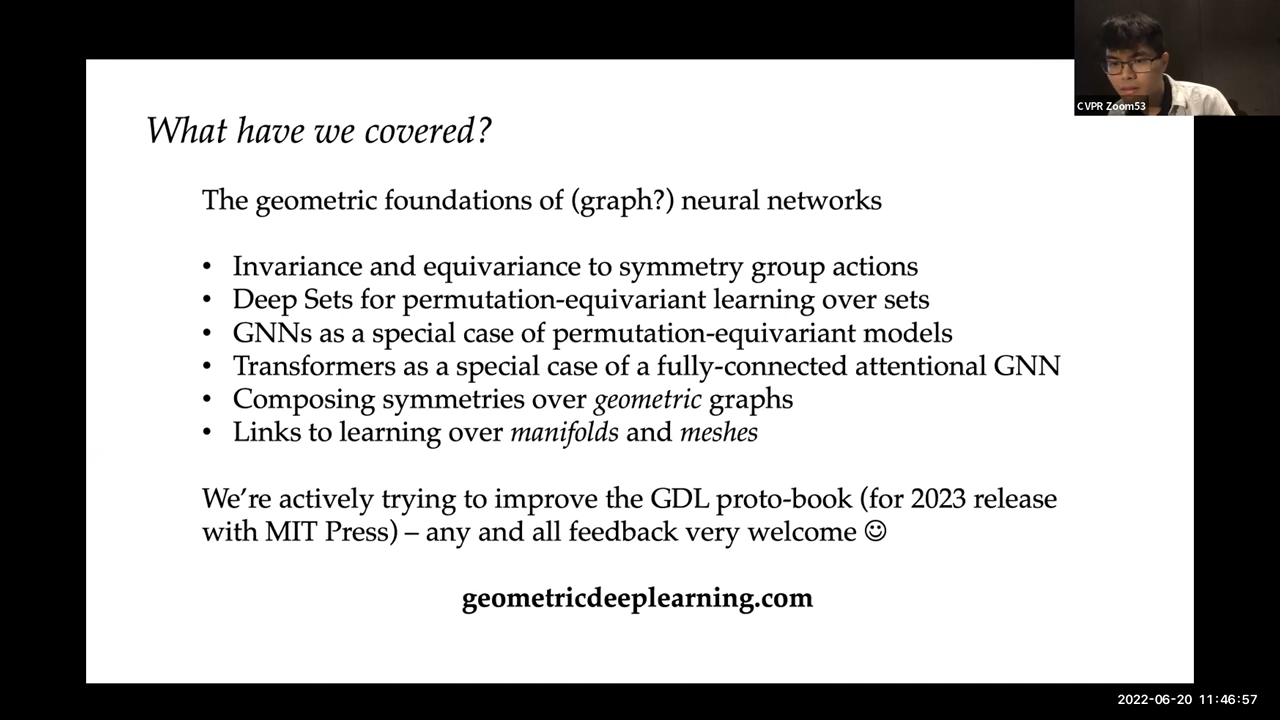 CVPR Zoom53
What have we covered?
The geometric foundations of (graph?) neural networks
• Invariance and equivariance to symmetry group actions
• Deep Sets for permutation-equivariant learning over sets
• GNNs as a special case of permutation-equivariant models
• Transformers as a special case of a fully-connected attentional GNN
• Composing symmetries over geometric graphs
• Links to learning over manifolds and meshes
We're actively trying to improve the GDL proto-book (for 2023 release
with MIT Press) – any and all feedback very welcome ☺
geometricdeeplearning.com
2022-06-20 11:46:57